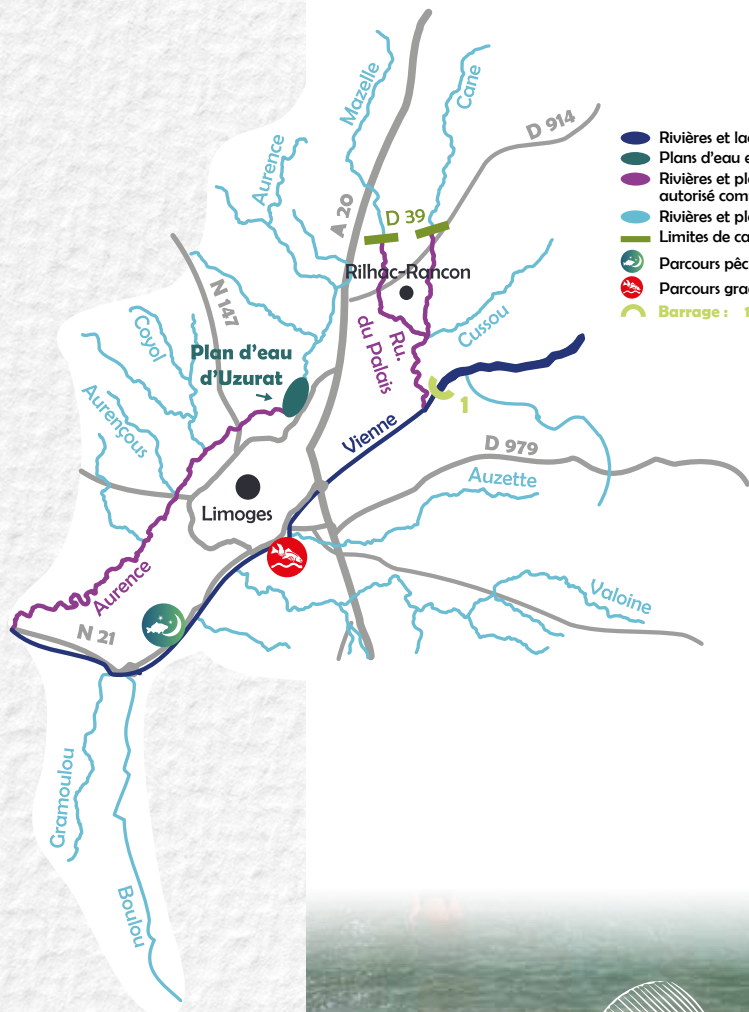 Mazelle
Cane
D 914
Aurence
A 20
D 39
Rilhac-Rancon
N 147
Coyol
Cussou
Ru.
du Palais
Plan d'eau
d'Uzurat
Aurençous
1
Vienne
D 979
Auzette
Limoges
Aurence
Valoine
N 21
Gramoulou
Boulou
Rivières et la
Plans d'eau e
Rivières et pl
autorisé com
Rivières et pl
Limites de ca
Parcours pêc
Parcours gra
Barrage : 1